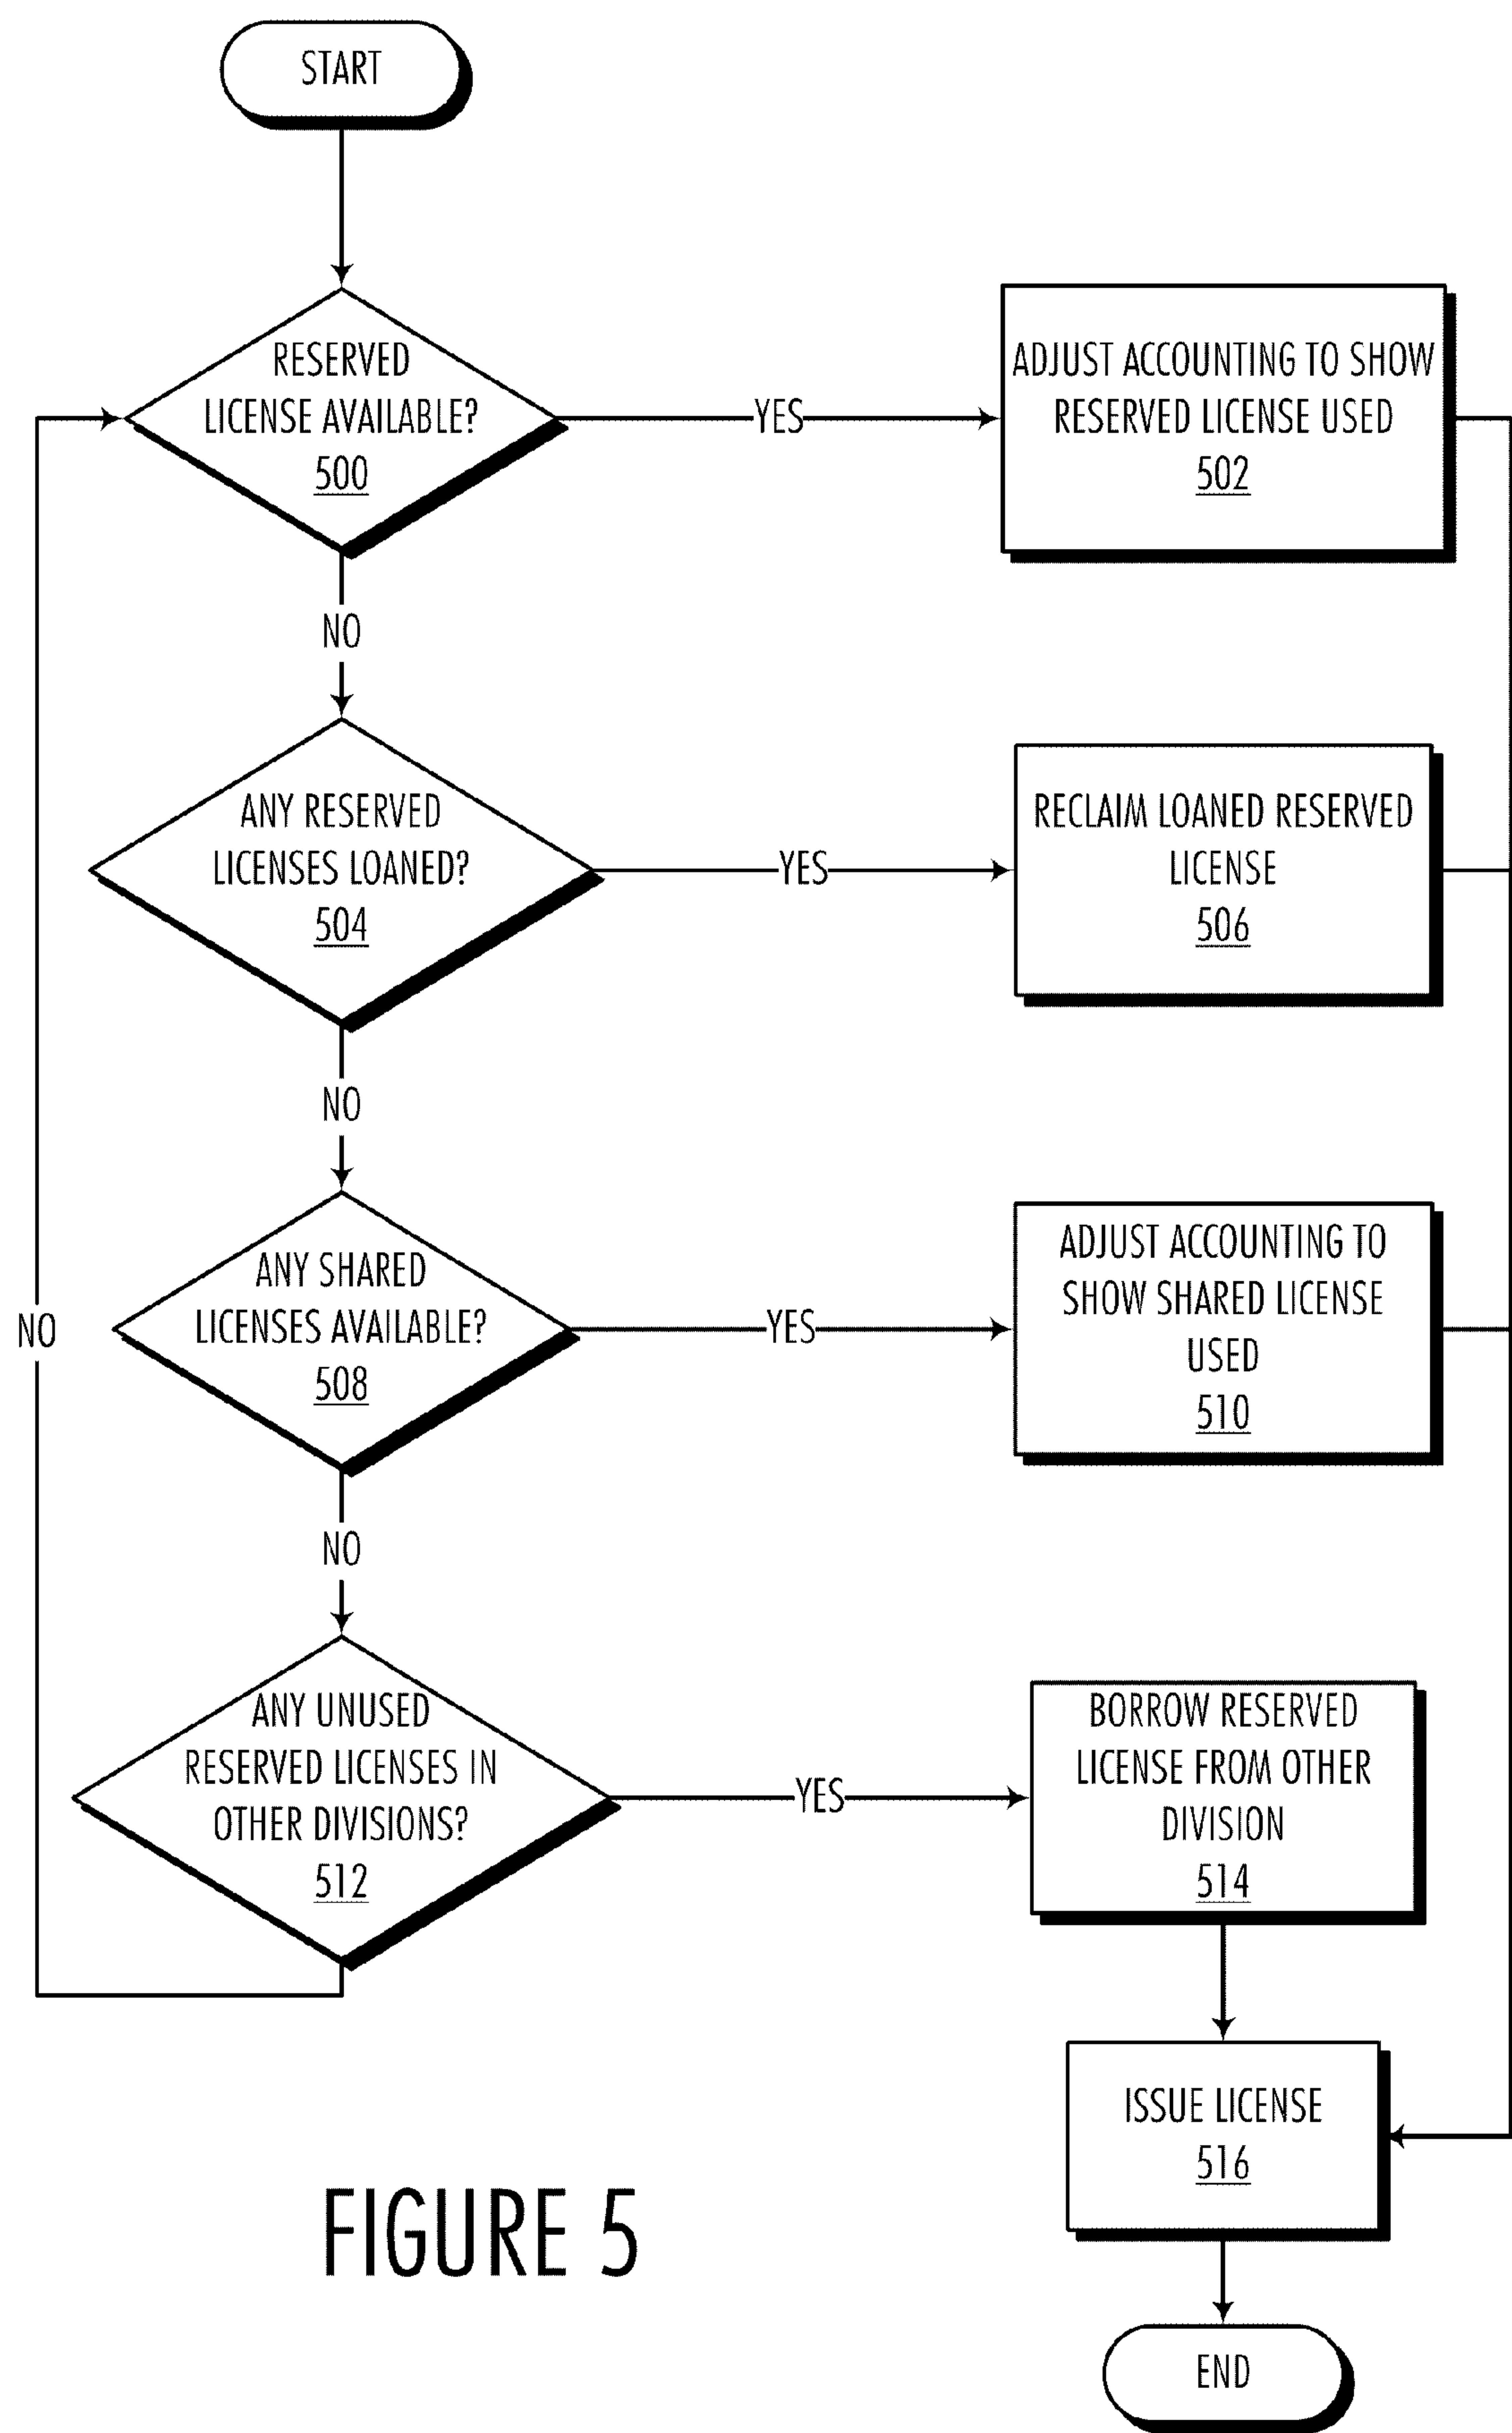 START
RESERVED
LICENSE AVAILABLE?
500
YES
ADJUST ACCOUNTING TO SHOW
RESERVED LICENSE USED
502
NO
ANY RESERVED
LICENSES LOANED?
504
YES
RECLAIM LOANED RESERVED
LICENSE
506
NO
ANY SHARED
LICENSES AVAILABLE?
508
YES
ADJUST ACCOUNTING TO
SHOW SHARED LICENSE
USED
510
NO
NO
ANY UNUSED
RESERVED LICENSES IN
OTHER DIVISIONS?
512
YES
BORROW RESERVED
LICENSE FROM OTHER
DIVISION
514
ISSUE LICENSE
516
FIGURE 5
END